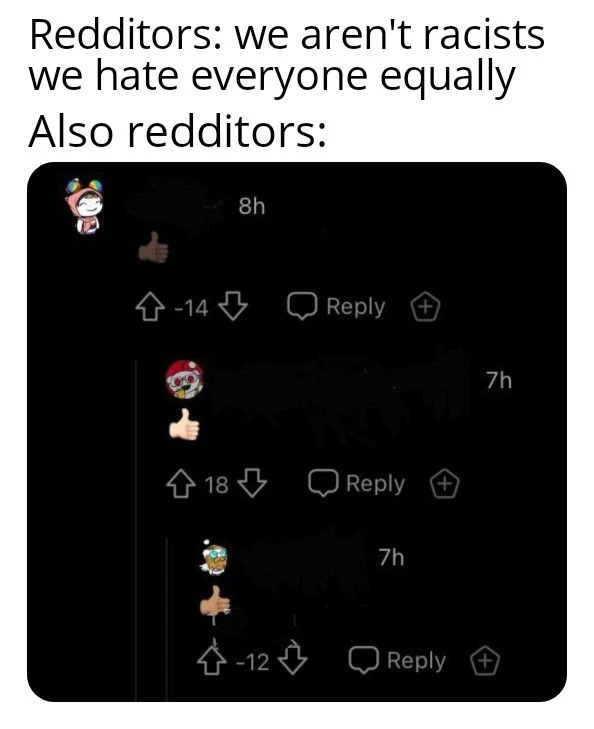 Redditors: we aren't racists
we hate everyone equally
Also redditors:
8h
-14 Reply
7h
18 Reply
7h
-12 Reply